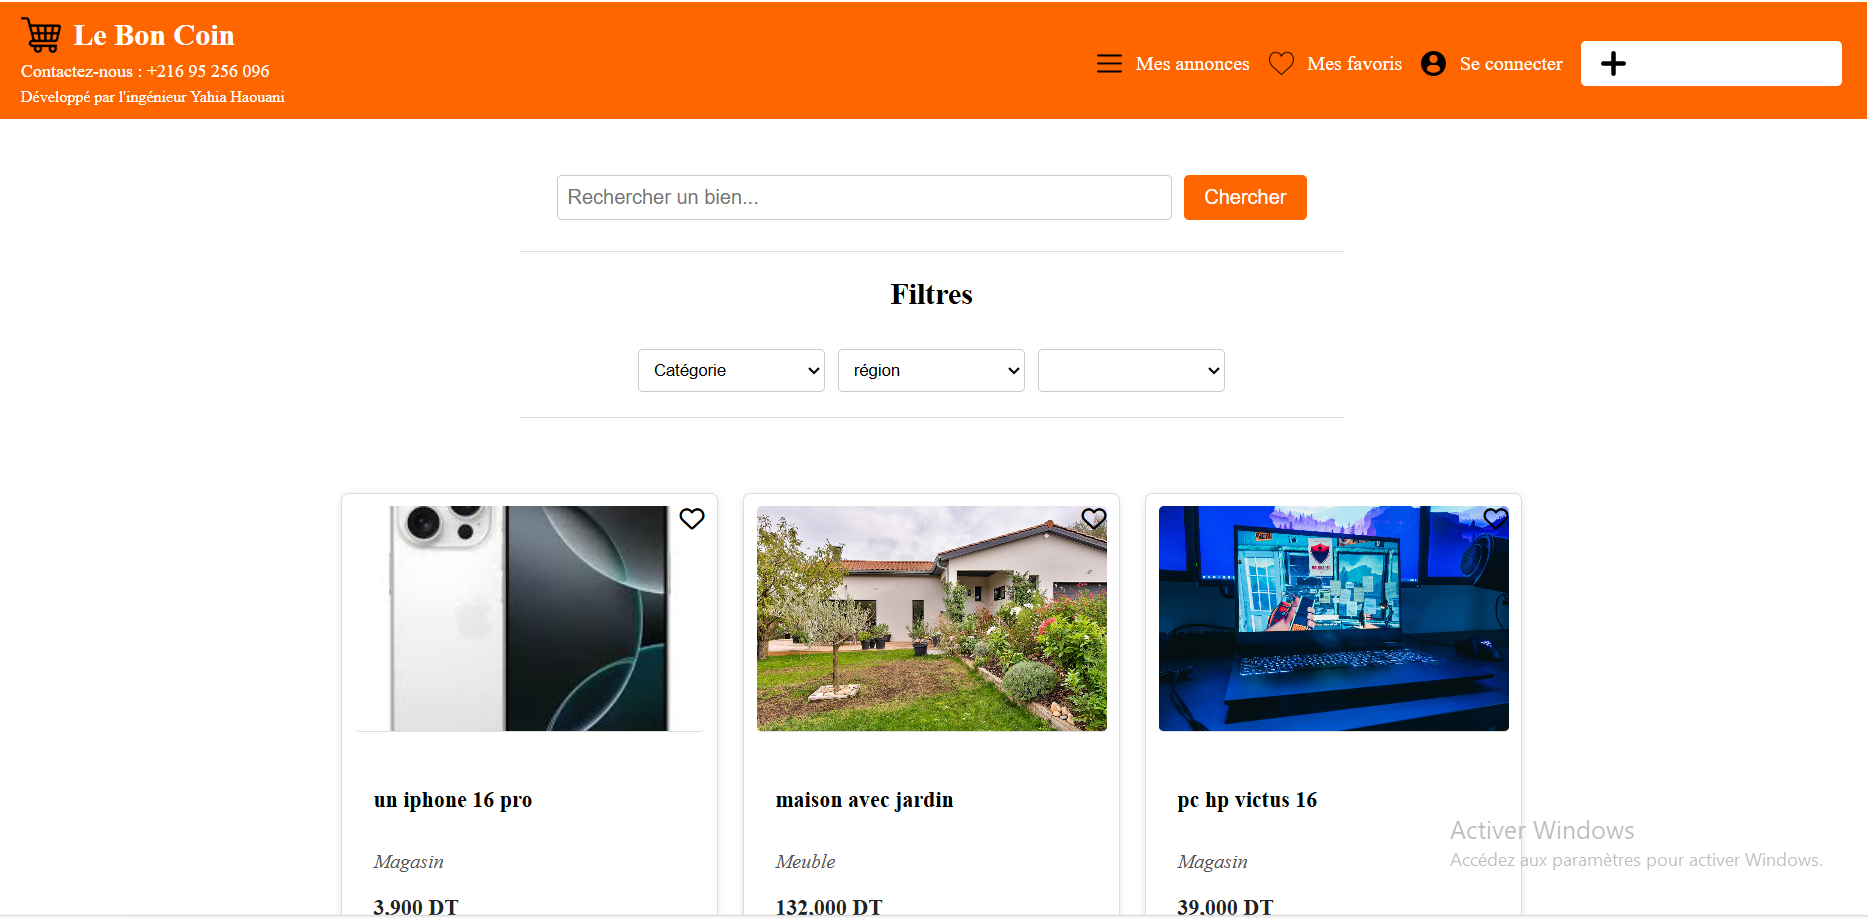 Le Bon Coin
Contactez-nous : +216 95 256 096
Développé par l'ingénieur Yahia Haouani
Mes annonces
Mes favoris
Se connecter
Rechercher un bien...
Chercher
Filtres
Catégorie
région
un iphone 16 pro
Magasin
3,900 DT
maison avec jardin
Meuble
132,000 DT
pc hp victus 16
Magasin
39,000 DT
Activer Windows
Accédez aux paramètres pour activer Windows.